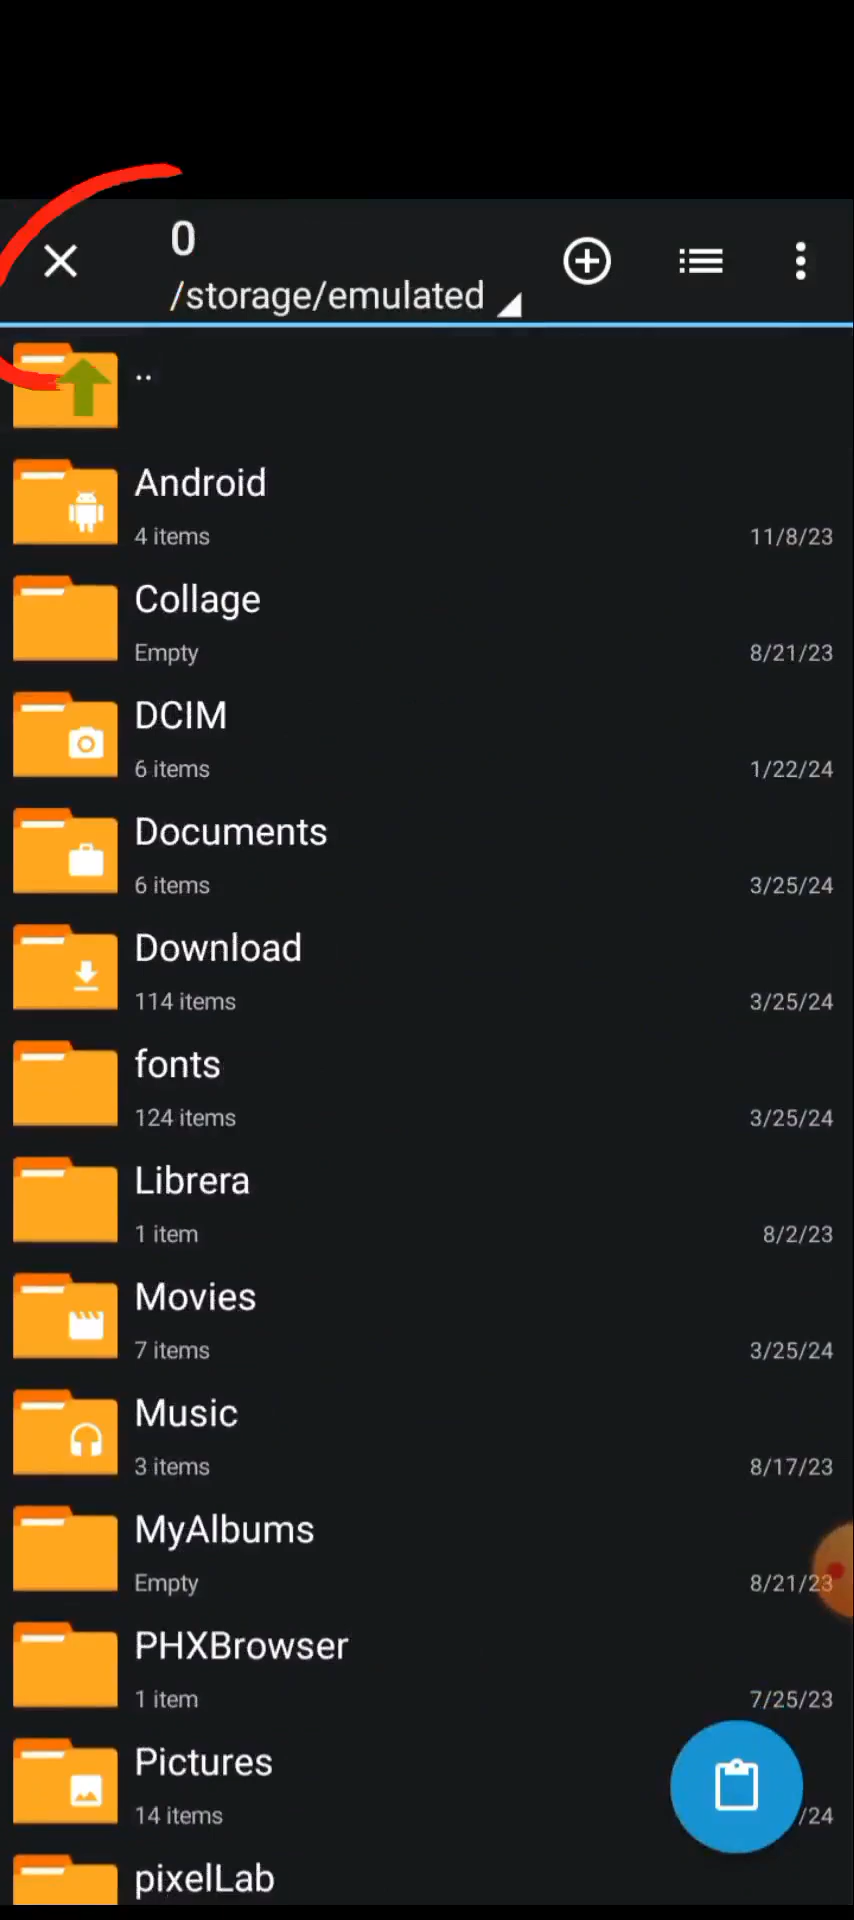 0
/storage/emulated
..
Android
4 items
11/8/23
Collage
Empty
8/21/23
DCIM
6 items
1/22/24
Documents
6 items
3/25/24
Download
114 items
3/25/24
fonts
124 items
3/25/24
Librera
1 item
8/2/23
Movies
7 items
3/25/24
Music
3 items
8/17/23
MyAlbums
Empty
8/21/23
PHXBrowser
1 item
7/25/23
Pictures
14 items
/24
pixelLab